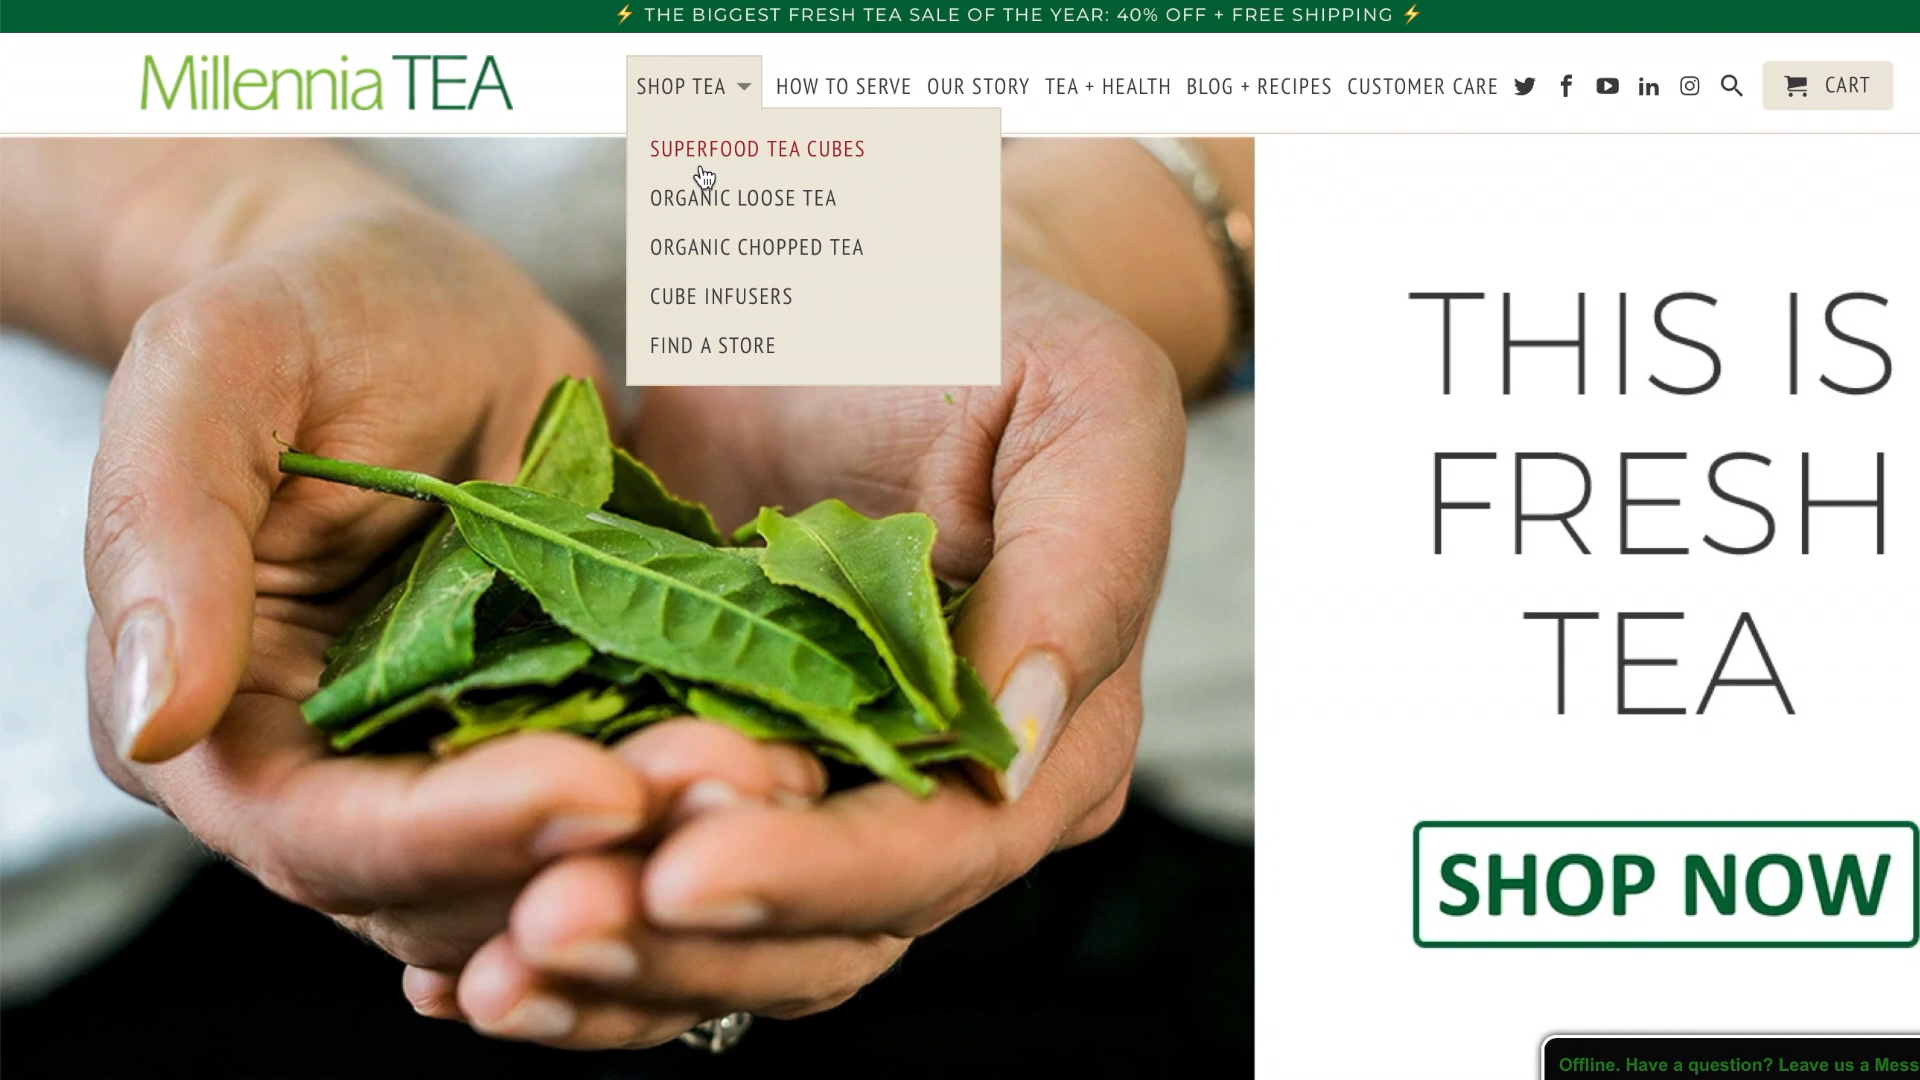 ⚡ THE BIGGEST FRESH TEA SALE OF THE YEAR: 40% OFF + FREE SHIPPING ⚡
Millennia TEA
SHOP TEA HOW TO SERVE OUR STORY TEA + HEALTH BLOG + RECIPES CUSTOMER CARE CART
SUPERFOOD TEA CUBES
ORGANIC LOOSE TEA
ORGANIC CHOPPED TEA
CUBE INFUSERS
FIND A STORE
THIS IS
FRESH
TEA
SHOP NOW
Offline. Have a question? Leave us a Mess